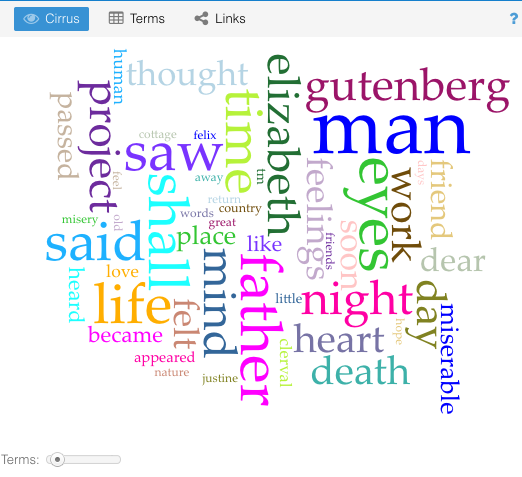 Cirrus Terms Links ?
human
thought
elizabeth
gutenberg
project
passed
time
man
cottage
felix
saw
feelings
eyes
days
friend
work
feel
shall
away
tm
return
words
country
old
misery
great
soon
said
place
like
friends
dear
mind
father
heard
love
life
felt
little
night
day
miserable
became
heart
hope
clerval
appeared
death
nature
justine
Terms: